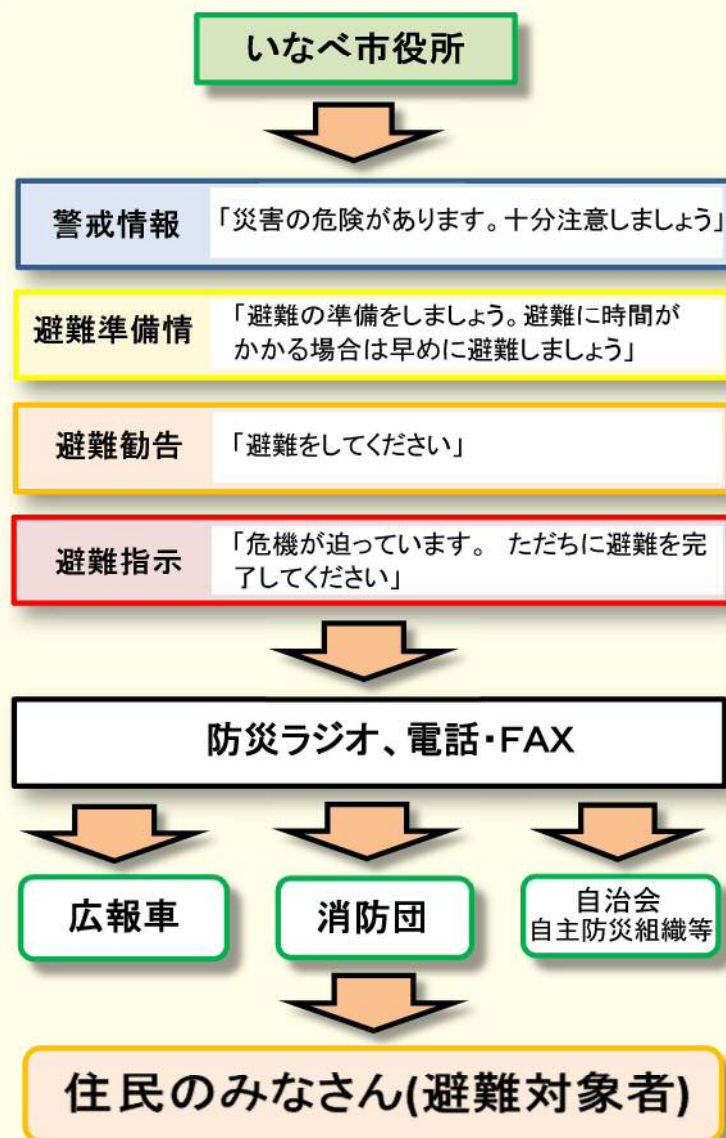 いなべ市役所
警戒情報
「災害の危険があります。十分注意しましょう」
避難準備情
「避難の準備をしましょう。避難に時間が
かかる場合は早めに避難しましょう」
避難勧告
「避難をしてください」
避難指示
「危機が迫っています。 ただちに避難を完
了してください」
防災ラジオ、電話・FAX
広報車
消防団
自治会
自主防災組織等
住民のみなさん(避難対象者)